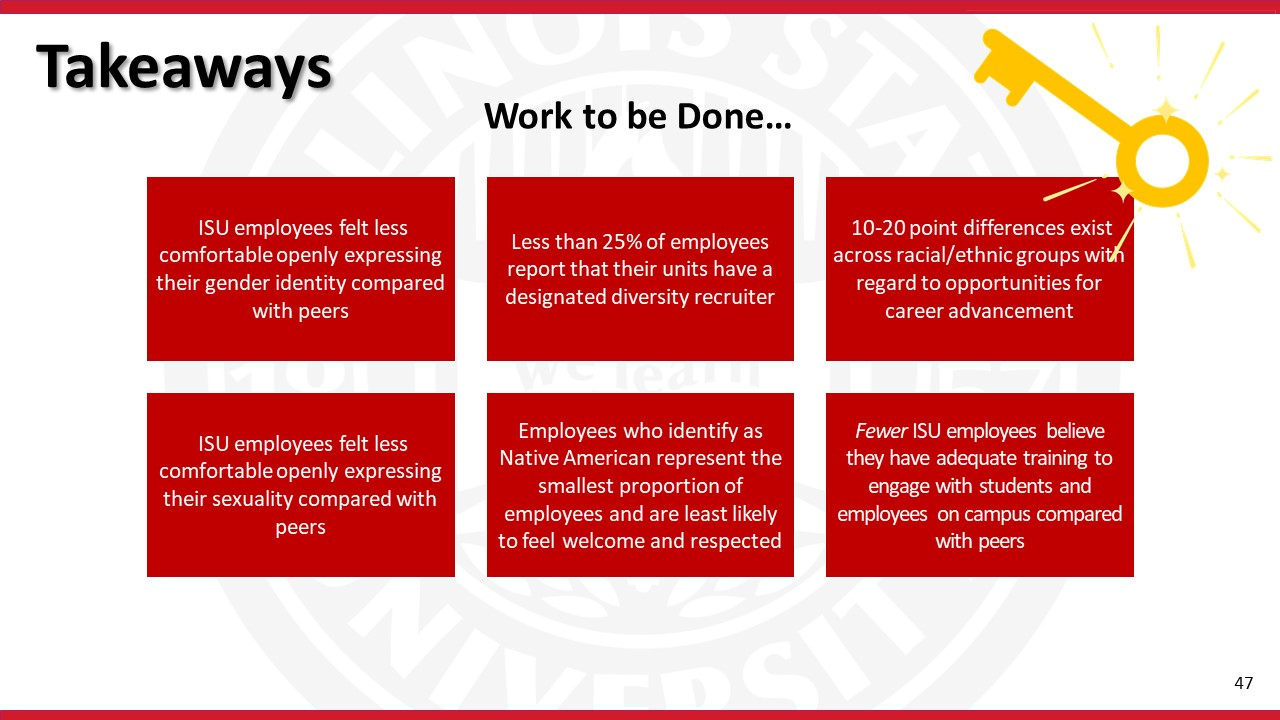 Takeaways
Work to be Done…
ISU employees felt less
comfortable openly expressing
their gender identity compared
with peers
Less than 25% of employees
report that their units have a
designated diversity recruiter
10-20 point differences exist
across racial/ethnic groups with
regard to opportunities for
career advancement
ISU employees felt less
comfortable openly expressing
their sexuality compared with
peers
Employees who identify as
Native American represent the
smallest proportion of
employees and are least likely
to feel welcome and respected
Fewer ISU employees believe
they have adequate training to
engage with students and
employees on campus compared
with peers
ILLINOIS STATE
we learn
UNIVERSITY
47